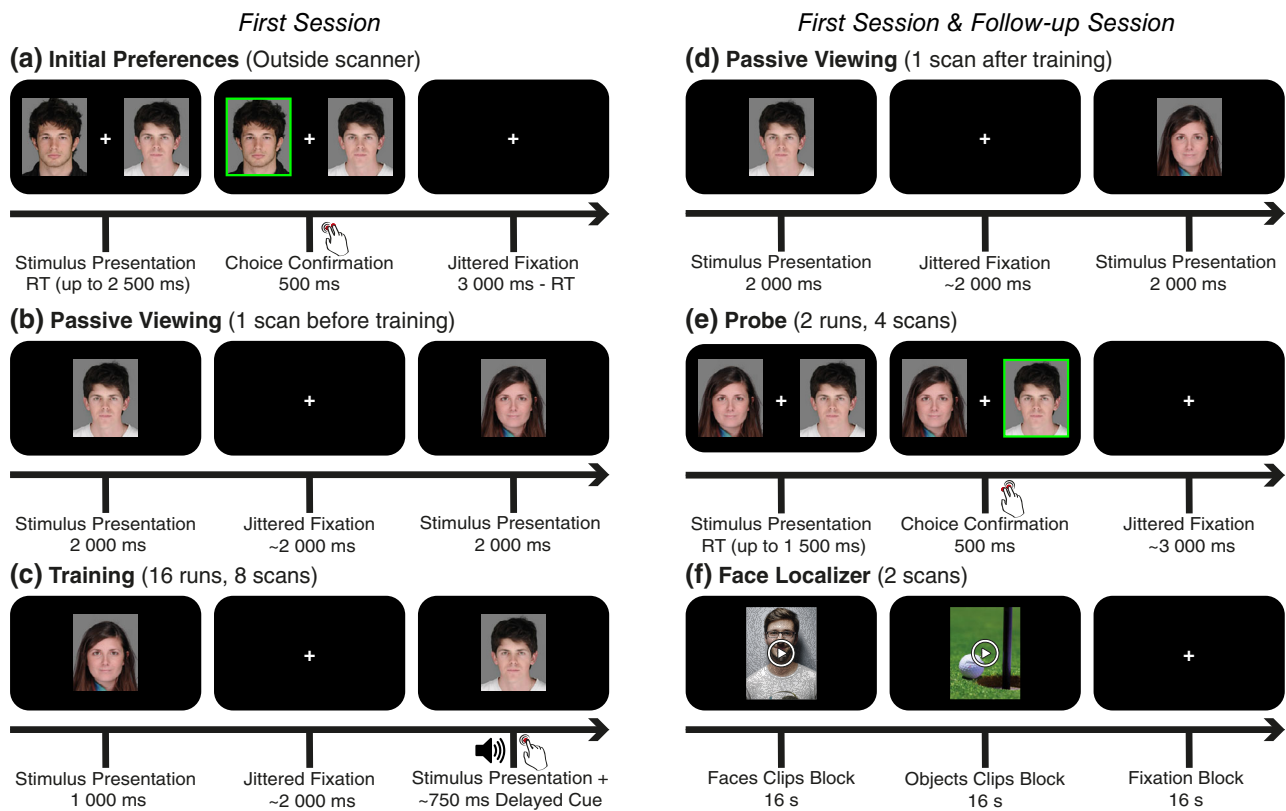 First Session
(a) Initial Preferences (Outside scanner)
Stimulus Presentation
RT (up to 2 500 ms)
Choice Confirmation
500 ms
Jittered Fixation
3 000 ms - RT
(b) Passive Viewing (1 scan before training)
Stimulus Presentation
2 000 ms
Jittered Fixation
~2 000 ms
Stimulus Presentation
2 000 ms
(c) Training (16 runs, 8 scans)
Stimulus Presentation
1 000 ms
Jittered Fixation
~2 000 ms
Stimulus Presentation +
~750 ms Delayed Cue
First Session & Follow-up Session
(d) Passive Viewing (1 scan after training)
Stimulus Presentation
2 000 ms
Jittered Fixation
~2 000 ms
Stimulus Presentation
2 000 ms
(e) Probe (2 runs, 4 scans)
Stimulus Presentation
RT (up to 1 500 ms)
Choice Confirmation
500 ms
Jittered Fixation
~3 000 ms
(f) Face Localizer (2 scans)
Faces Clips Block
16 s
Objects Clips Block
16 s
Fixation Block
16 s